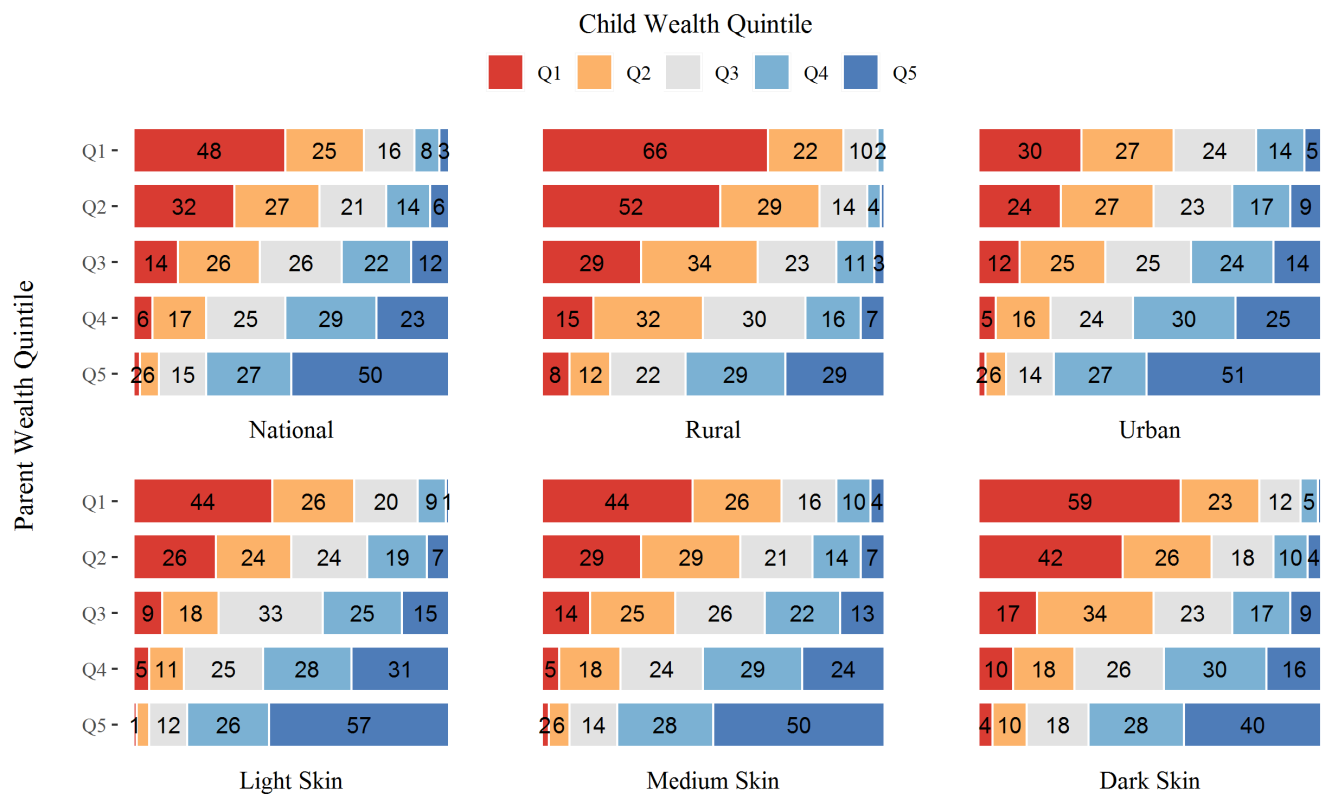 Child Wealth Quintile
Q1 Q2 Q3 Q4 Q5
Parent Wealth Quintile
Q1 48 25 16 8 3
Q2 32 27 21 14 6
Q3 14 26 26 22 12
Q4 6 17 25 29 23
Q5 2 6 15 27 50
National
66 22 10 2
52 29 14 4
29 34 23 11 3
15 32 30 16 7
8 12 22 29 29
Rural
30 27 24 14 5
24 27 23 17 9
12 25 25 24 14
5 16 24 30 25
2 6 14 27 51
Urban
Q1 44 26 20 9 1
Q2 26 24 24 19 7
Q3 9 18 33 25 15
Q4 5 11 25 28 31
Q5 1 12 26 57
Light Skin
44 26 16 10 4
29 29 21 14 7
14 25 26 22 13
5 18 24 29 24
2 6 14 28 50
Medium Skin
59 23 12 5
42 26 18 10 4
17 34 23 17 9
10 18 26 30 16
4 10 18 28 40
Dark Skin